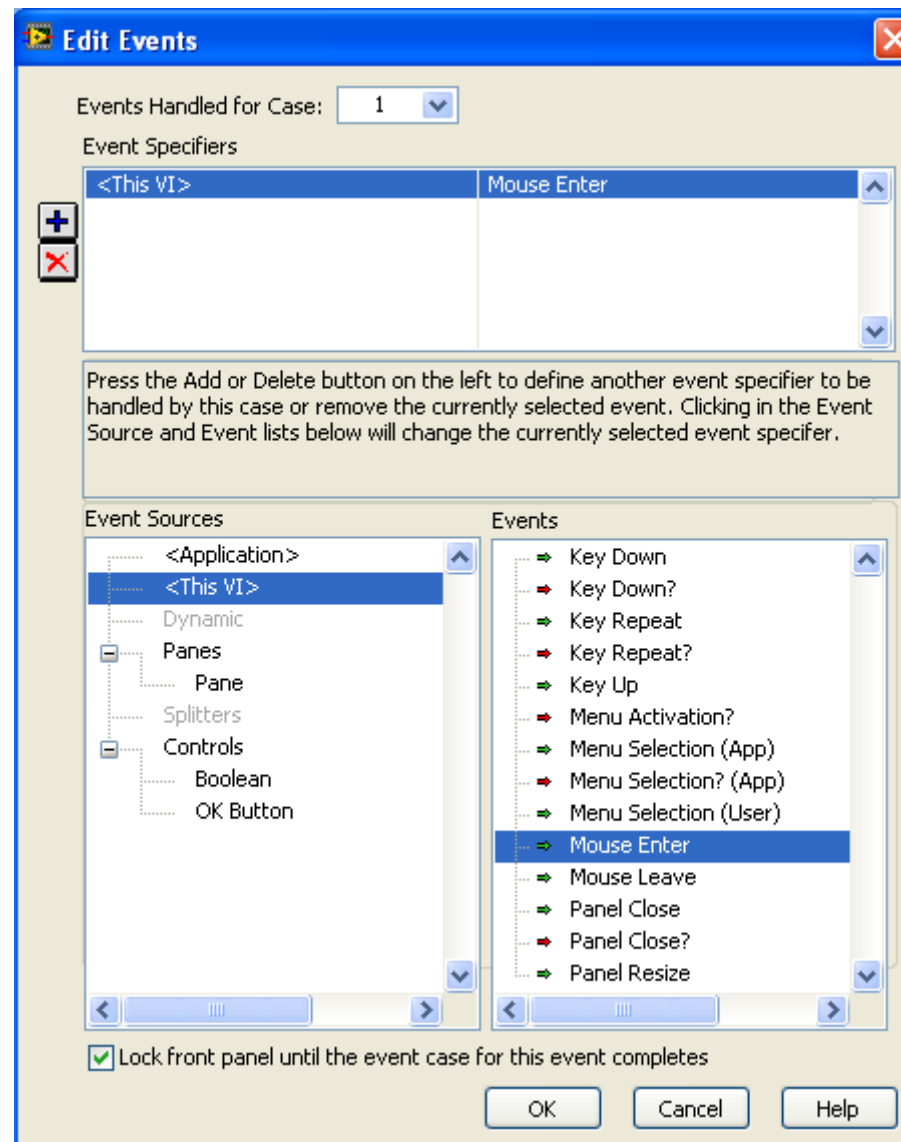 Edit Events
Events Handled for Case: 1
Event Specifiers
<This VI> Mouse Enter
Press the Add or Delete button on the left to define another event specifier to be
handled by this case or remove the currently selected event. Clicking in the Event
Source and Event lists below will change the currently selected event specifer.
Event Sources
<Application>
<This VI>
Dynamic
Panes
Pane
Splitters
Controls
Boolean
OK Button
Events
Key Down
Key Down?
Key Repeat
Key Repeat?
Key Up
Menu Activation?
Menu Selection (App)
Menu Selection? (App)
Menu Selection (User)
Mouse Enter
Mouse Leave
Panel Close
Panel Close?
Panel Resize
Lock front panel until the event case for this event completes
OK Cancel Help